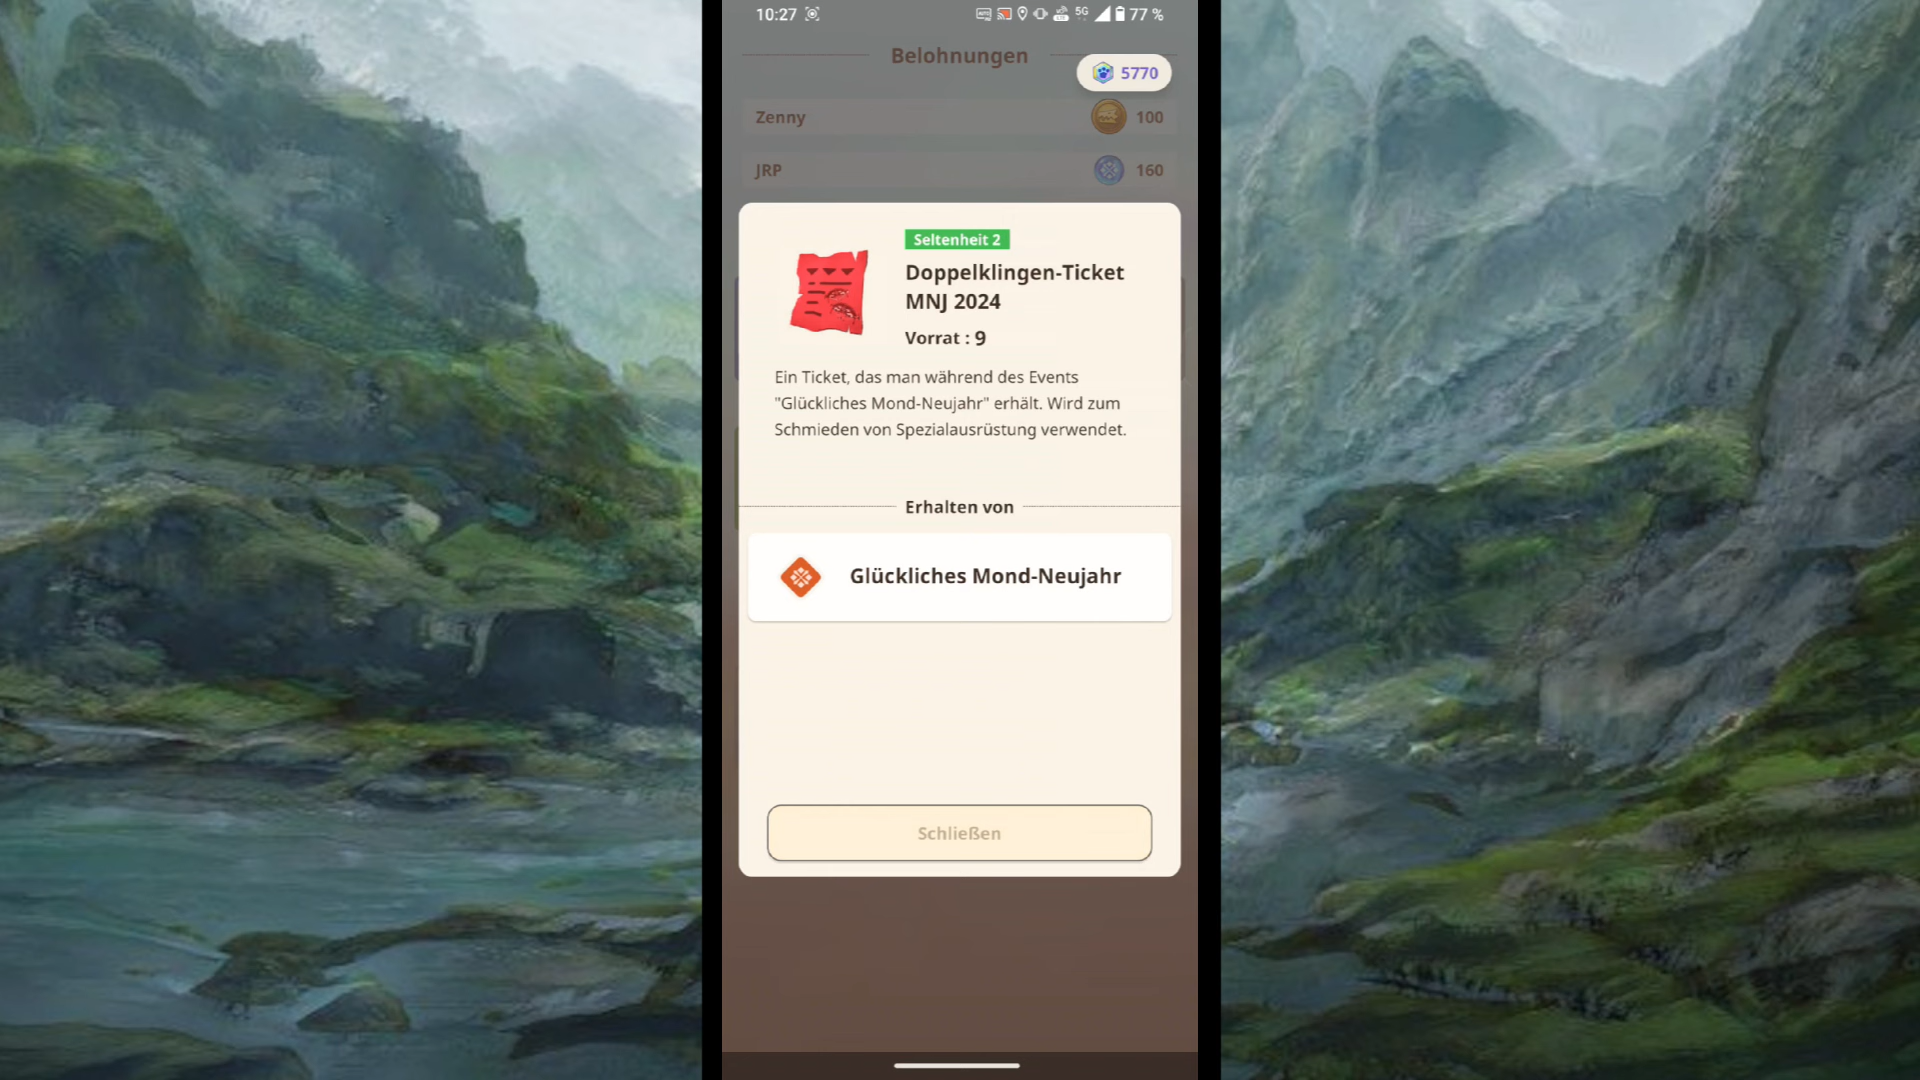 10:27
5G
77 %
Belohnungen
5770
Zenny
100
JRP
160
Seltenheit 2
Doppelklingen-Ticket
MNJ 2024
Vorrat : 9
Ein Ticket, das man während des Events
"Glückliches Mond-Neujahr" erhält. Wird zum
Schmieden von Spezialausrüstung verwendet.
Erhalten von
Glückliches Mond-Neujahr
Schließen